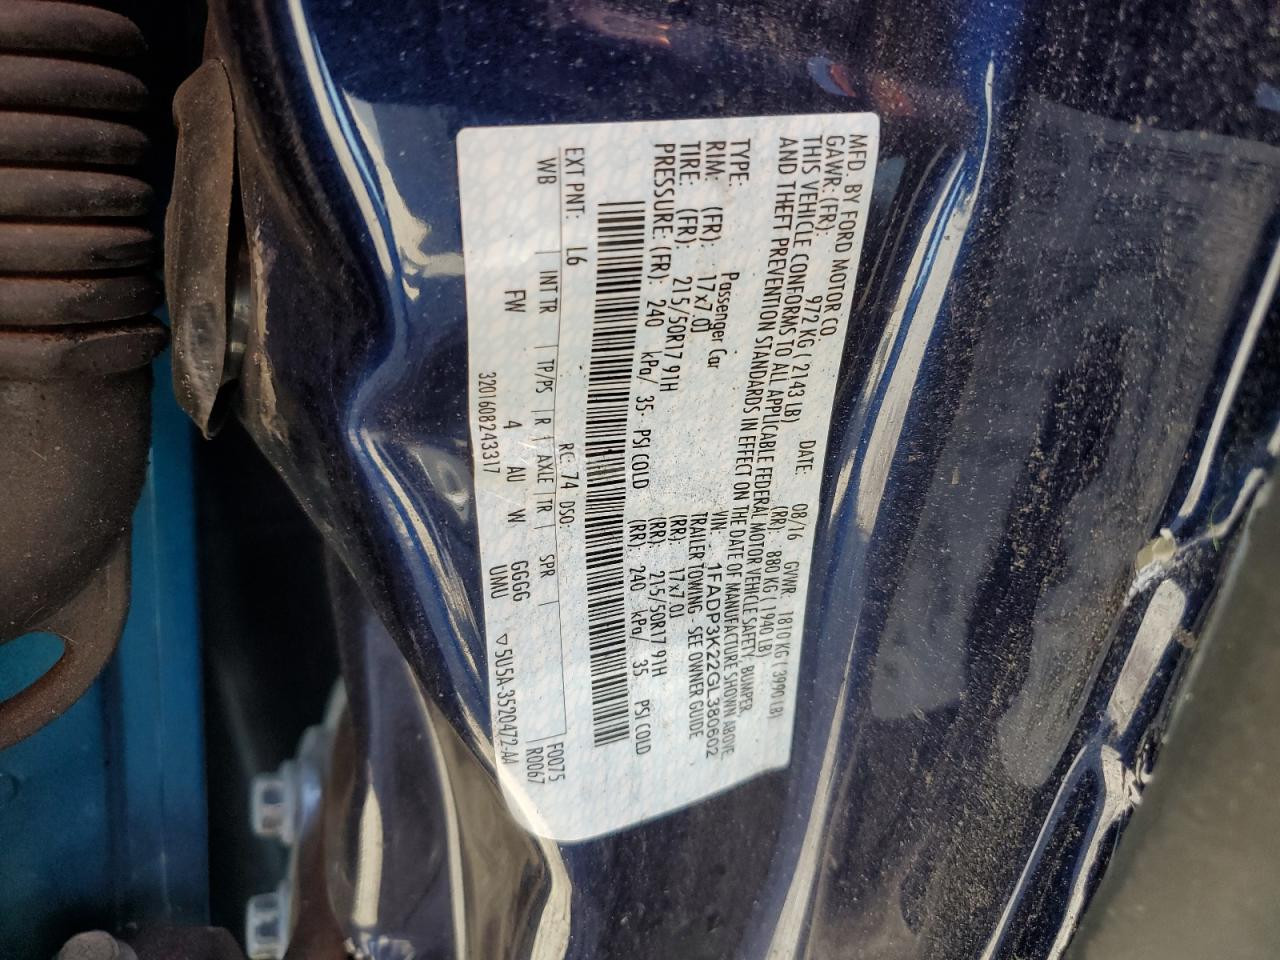 MFD. BY FORD MOTOR CO.
DATE: 08/16 GVWR: 1810 KG ( 3990 LB)
GAWR: (FR): 972 KG ( 2143 LB) (RR): 880 KG ( 1940 LB)
THIS VEHICLE CONFORMS TO ALL APPLICABLE FEDERAL MOTOR VEHICLE SAFETY, BUMPER,
AND THEFT PREVENTION STANDARDS IN EFFECT ON THE DATE OF MANUFACTURE SHOWN ABOVE.
VIN: 1FADP3K22GL380602
TYPE: Passenger Car TRAILER TOWING - SEE OWNER GUIDE
RIM: (FR): 17x7.0J (RR): 17x7.0J
TIRE: (FR): 215/50R17 91H (RR): 215/50R17 91H
PRESSURE: (FR): 240 kPa/ 35 PSI COLD (RR): 240 kPa/ 35 PSI COLD
EXT PNT: L6 RC: 74 DSO: F0075
WB INT TR TP/PS R AXLE TR SPR R0067
FW 4 AU W GGGG
UMU 5U5A-3520472-AA
3201608243317